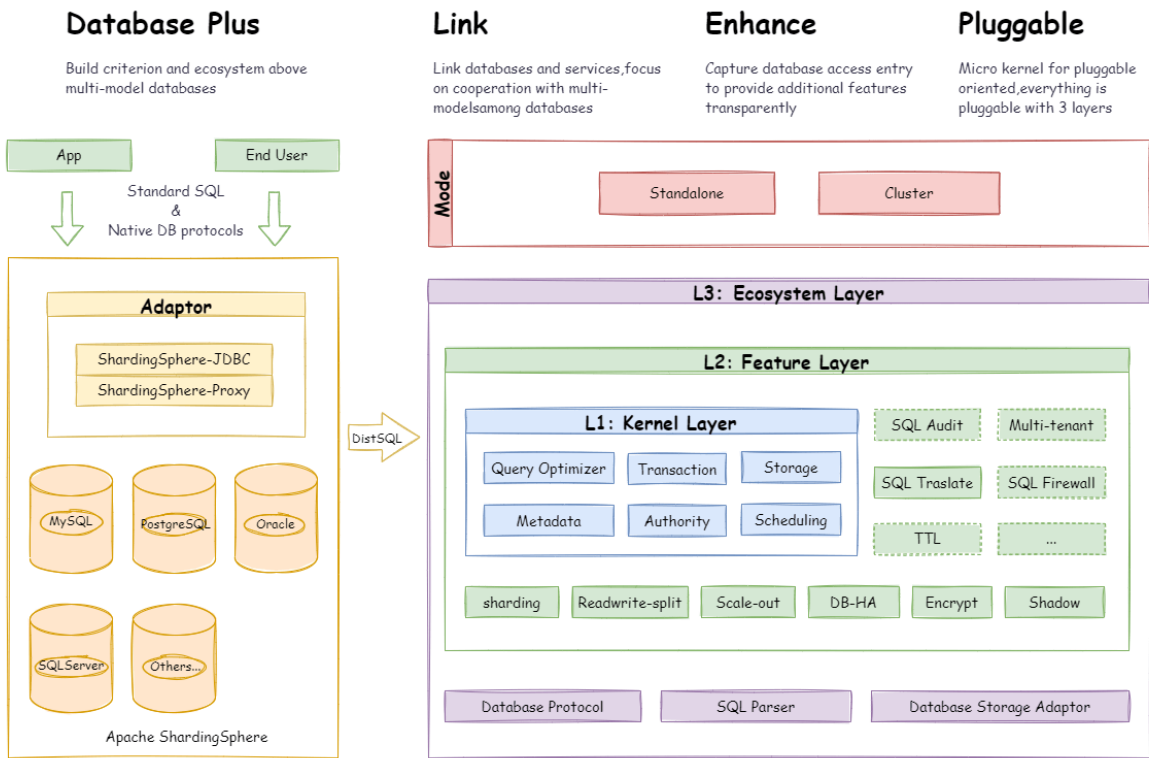 Database Plus
Build criterion and ecosystem above
multi-model databases
Link
Link databases and services,focus
on cooperation with multi-
modelsamong databases
Enhance
Capture database access entry
to provide additional features
transparently
Pluggable
Micro kernel for pluggable
oriented,everything is
pluggable with 3 layers
App
End User
Standard SQL
&
Native DB protocols
Adaptor
ShardingSphere-JDBC
ShardingSphere-Proxy
MySQL
PostgreSQL
Oracle
SQLServer
Others...
Apache ShardingSphere
DistSQL
Mode
Standalone
Cluster
L3: Ecosystem Layer
L2: Feature Layer
L1: Kernel Layer
Query Optimizer
Transaction
Storage
Metadata
Authority
Scheduling
SQL Audit
Multi-tenant
SQL Traslate
SQL Firewall
TTL
...
sharding
Readwrite-split
Scale-out
DB-HA
Encrypt
Shadow
Database Protocol
SQL Parser
Database Storage Adaptor